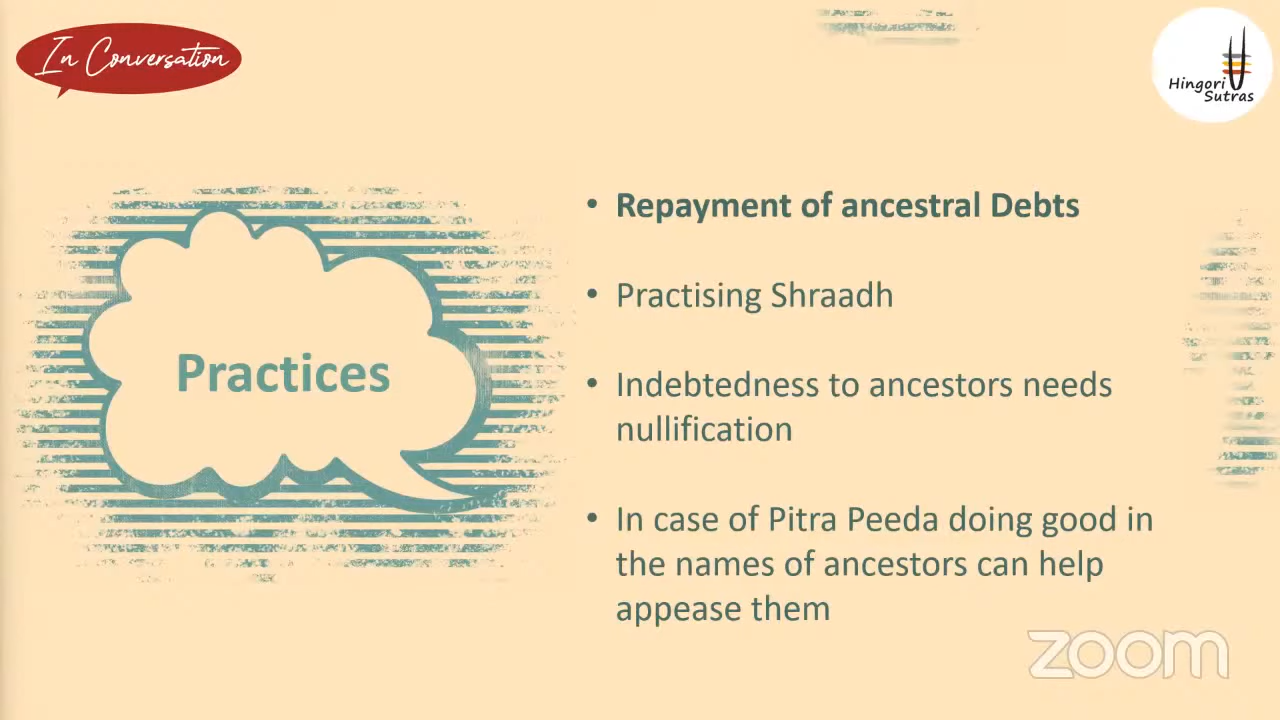 In Conversation
Hingori
Sutras
Practices
• Repayment of ancestral Debts
• Practising Shraadh
• Indebtedness to ancestors needs
nullification
• In case of Pitra Peeda doing good in
the names of ancestors can help
appease them
zoom